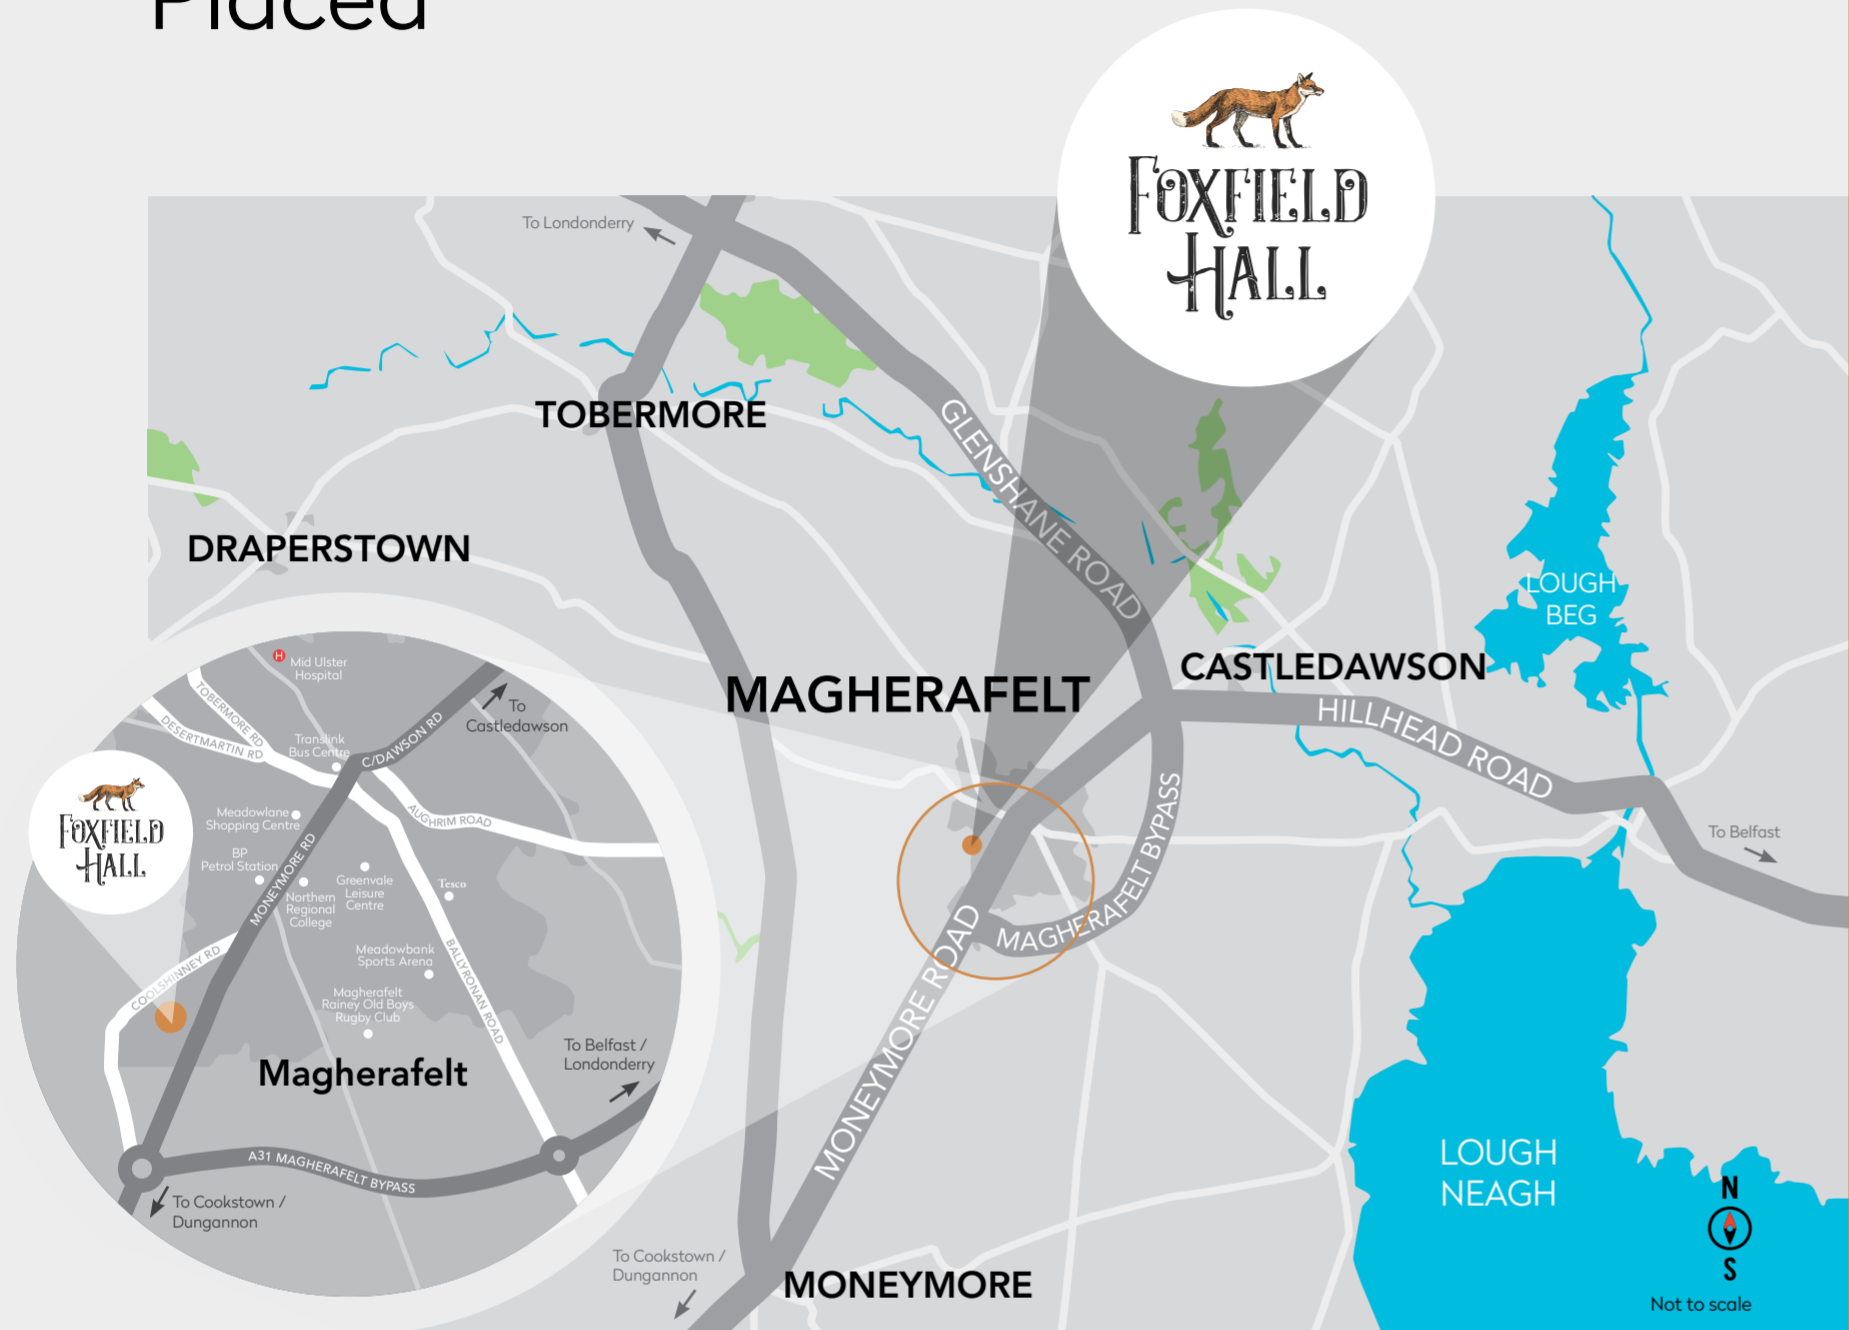 Placed
FOXFIELD
HALL
To Londonderry
TOBERMORE
GLENSHANE ROAD
DRAPERSTOWN
LOUGH
BEG
CASTLEDAWSON
MAGHERAFELT
HILLHEAD ROAD
MAGHERAFELT BYPASS
To Belfast
MONEYMORE ROAD
LOUGH
NEAGH
To Cookstown /
Dungannon
MONEYMORE
N
S
Not to scale
H
Mid Ulster
Hospital
TOBERMORE RD
DESERTMARTIN RD
Translink
Bus Centre
C/DAWSON RD
To
Castledawson
FOXFIELD
HALL
Meadowlane
Shopping Centre
AUGHRIM ROAD
BP
Petrol Station
MONEYMORE RD
Northern
Regional
College
Greenvale
Leisure
Centre
Tesco
COOLSHINNEY RD
Meadowbank
Sports Arena
BALLYRONAN ROAD
Magherafelt
Rainey Old Boys
Rugby Club
Magherafelt
To Belfast /
Londonderry
A31 MAGHERAFELT BYPASS
To Cookstown /
Dungannon